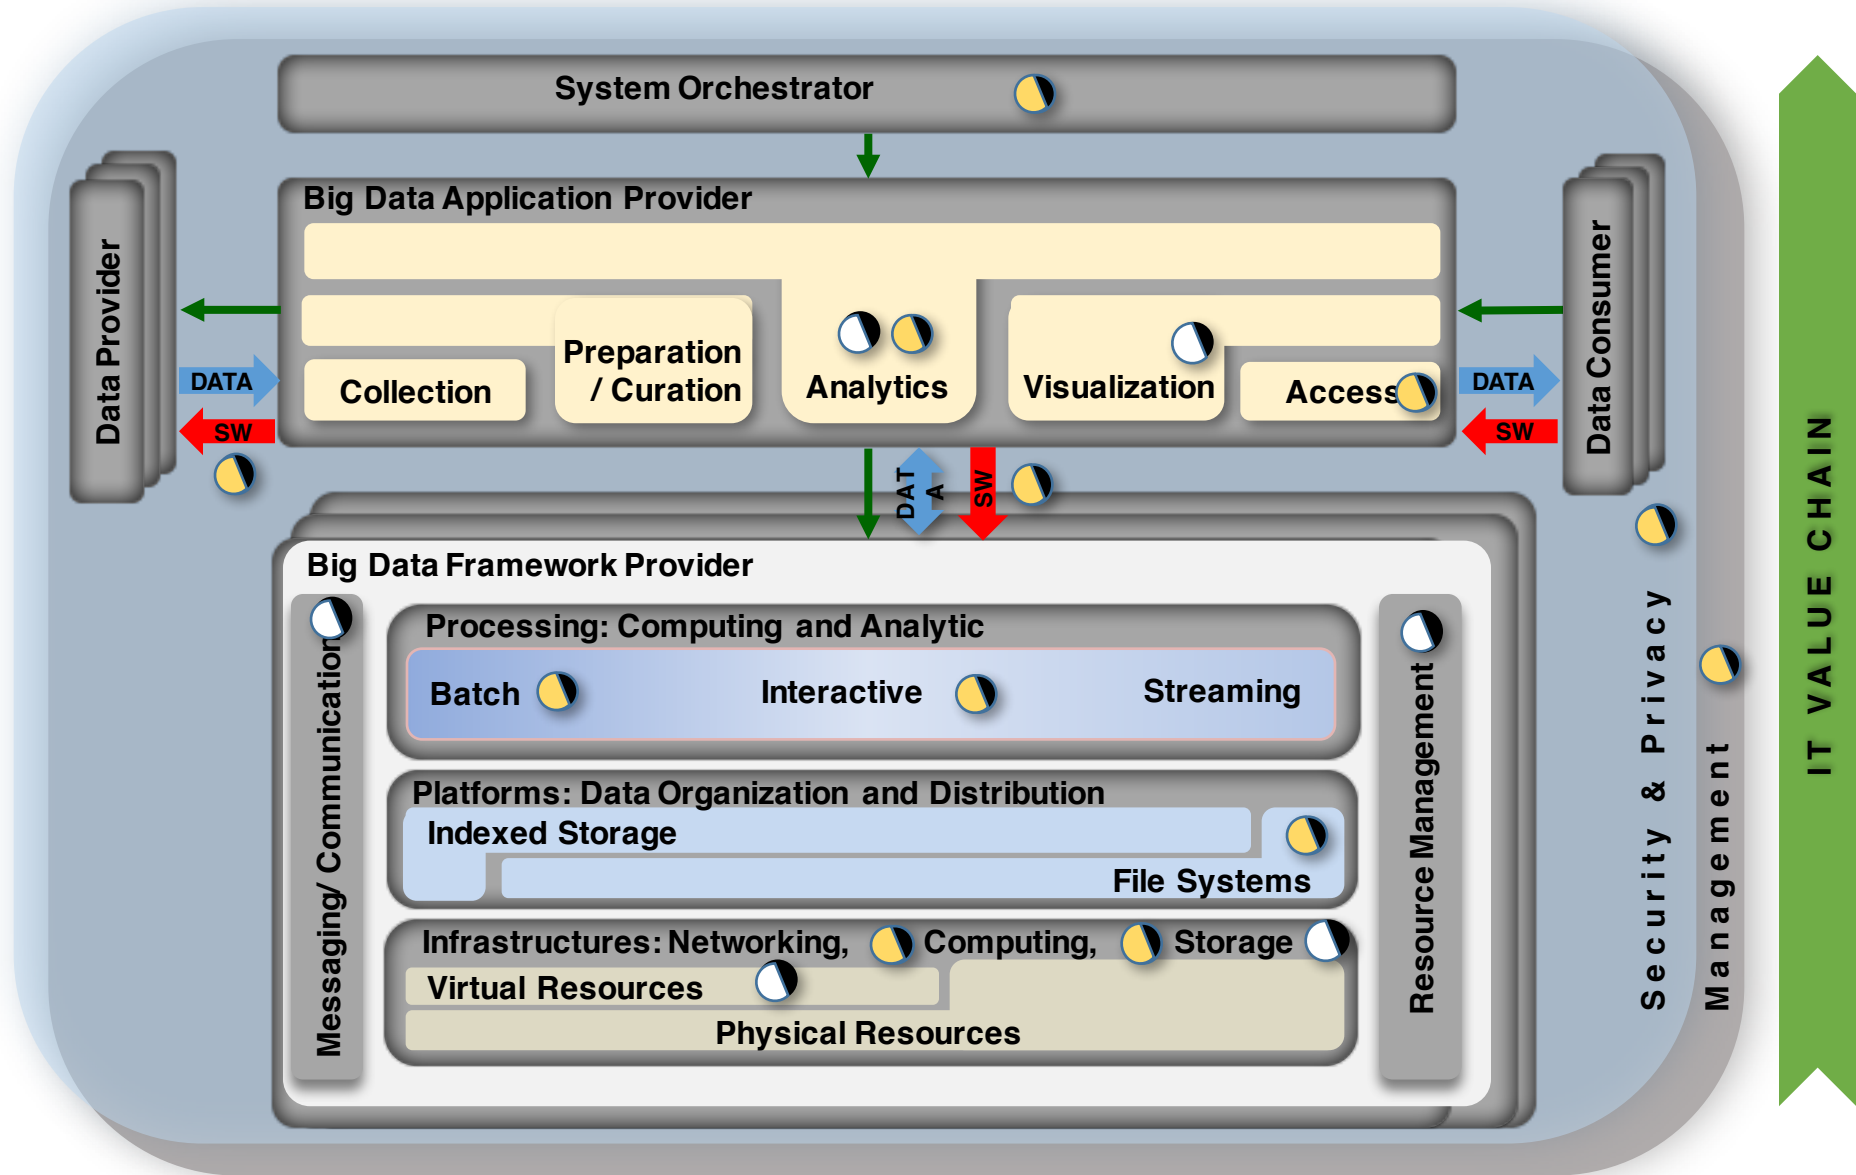 System Orchestrator
Big Data Application Provider
Data Provider
Data Consumer
Preparation
/ Curation
Collection
Analytics
Visualization
Access
DATA
SW
DATA
SW
DAT
A
SW
Big Data Framework Provider
Messaging/ Communication
Resource Management
Processing: Computing and Analytic
Batch
Interactive
Streaming
Platforms: Data Organization and Distribution
Indexed Storage
File Systems
Infrastructures: Networking, Computing, Storage
Virtual Resources
Physical Resources
Security & Privacy
Management
IT VALUE CHAIN